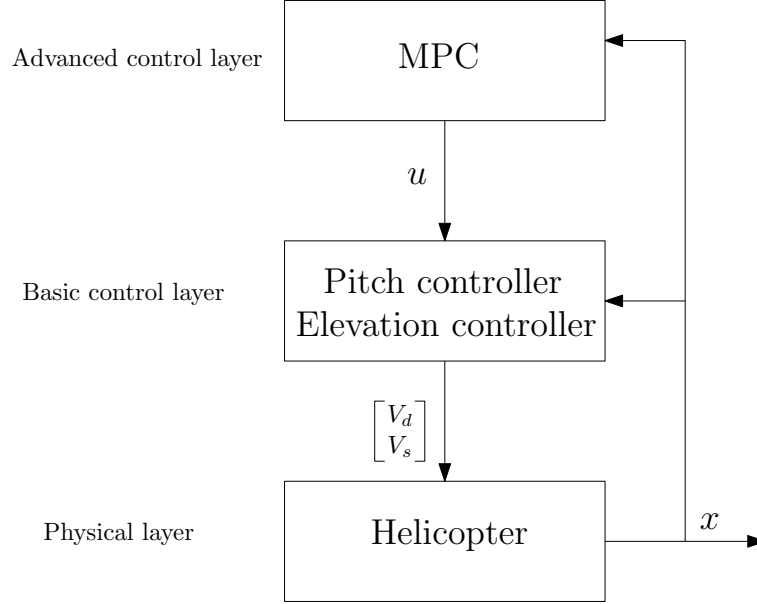 Advanced control layer
MPC
u
Basic control layer
Pitch controller
Elevation controller
V_d
V_s
Physical layer
Helicopter
x